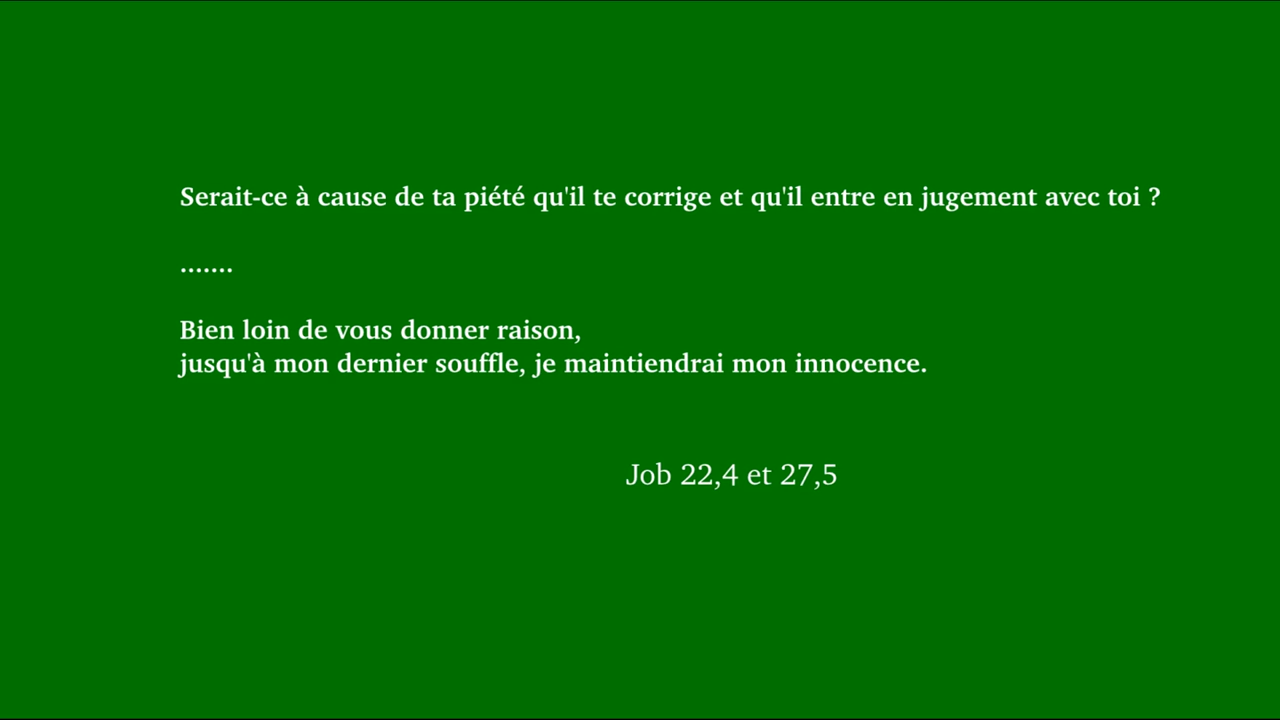 Serait-ce à cause de ta piété qu'il te corrige et qu'il entre en jugement avec toi ?
.......
Bien loin de vous donner raison,
jusqu'à mon dernier souffle, je maintiendrai mon innocence.
Job 22,4 et 27,5